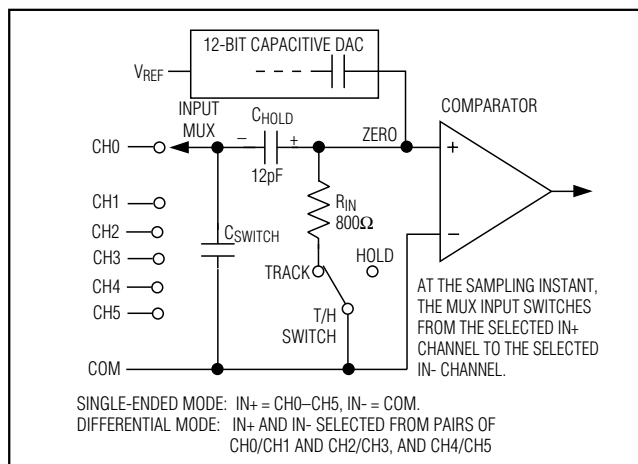 12-BIT CAPACITIVE DAC
VREF
INPUT
MUX
CHOLD
– +
12pF
ZERO
COMPARATOR
+
–
CH0
CH1
CH2
CH3
CH4
CH5
CSWITCH
RIN
800Ω
TRACK
HOLD
T/H
SWITCH
COM
AT THE SAMPLING INSTANT,
THE MUX INPUT SWITCHES
FROM THE SELECTED IN+
CHANNEL TO THE SELECTED
IN- CHANNEL.
SINGLE-ENDED MODE: IN+ = CH0–CH5, IN- = COM.
DIFFERENTIAL MODE: IN+ AND IN- SELECTED FROM PAIRS OF
CH0/CH1 AND CH2/CH3, AND CH4/CH5